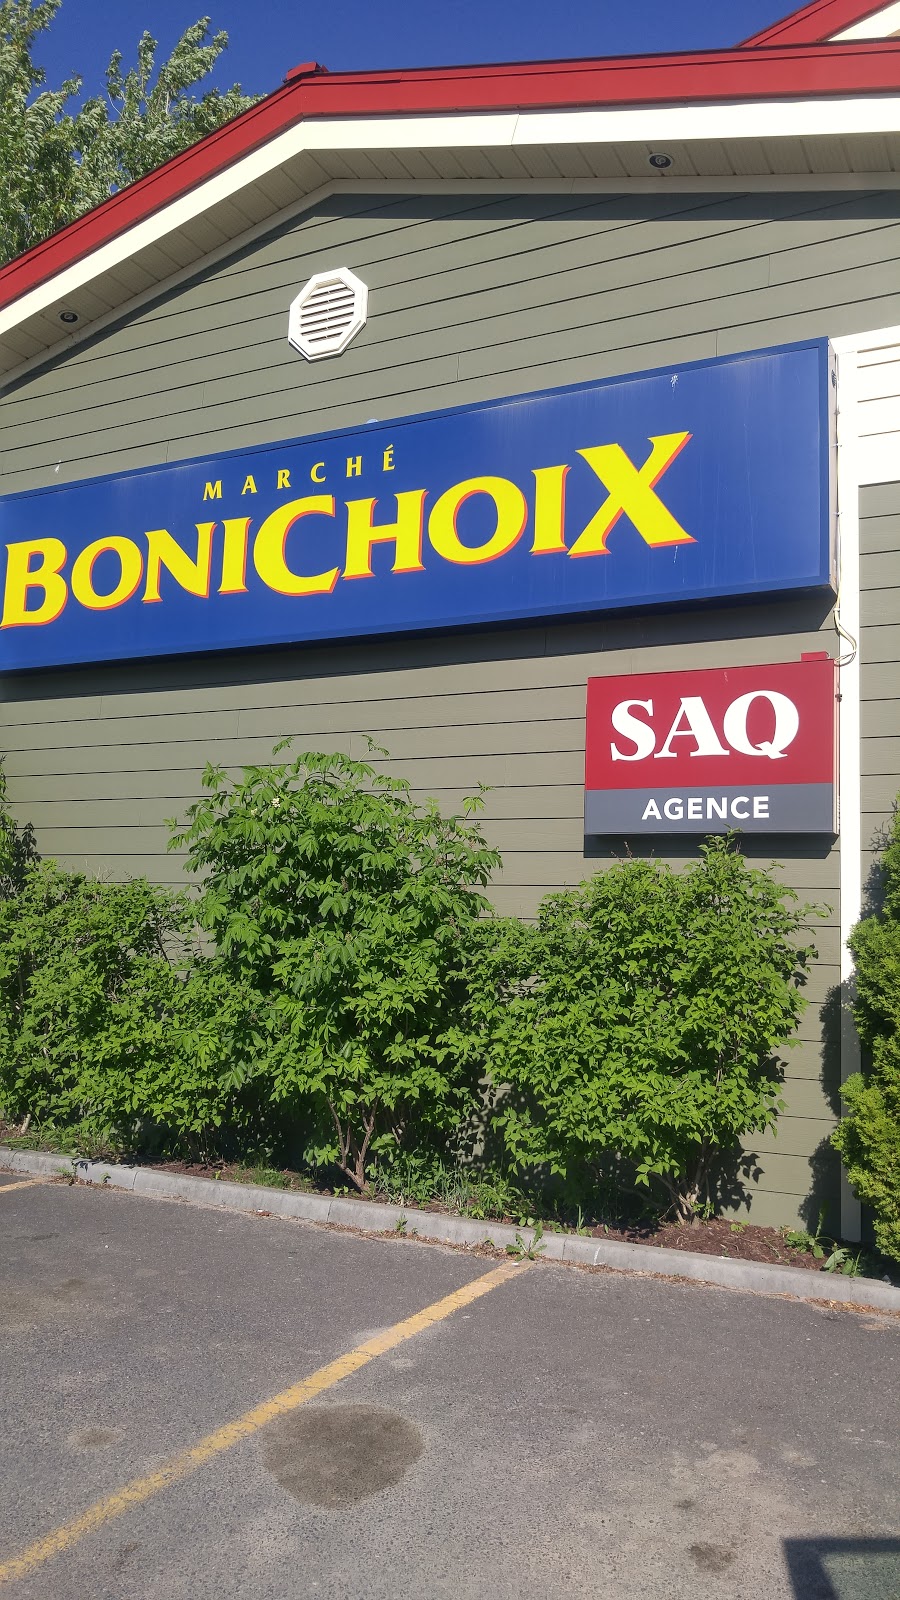 MARCHÉ
BONICHOIX
SAQ
AGENCE